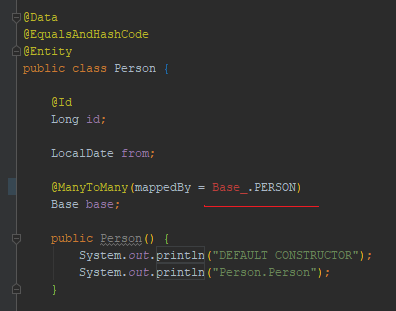 @Data
@EqualsAndHashCode
@Entity
public class Person {
@Id
Long id;
LocalDate from;
@ManyToMany(mappedBy = Base_.PERSON)
Base base;
public Person() {
System.out.println("DEFAULT CONSTRUCTOR");
System.out.println("Person.Person");
}